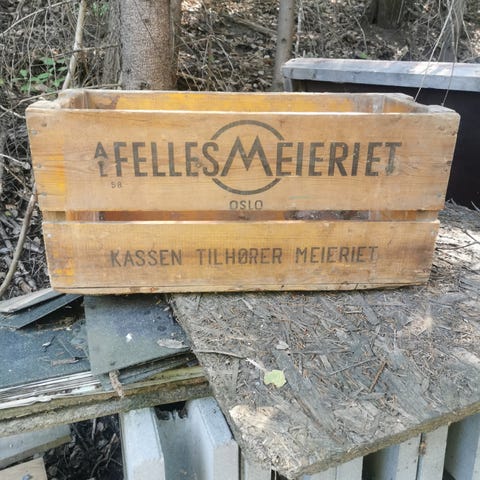 A/L FELLESMEIERIET
58
OSLO
KASSEN TILHØRER MEIERIET